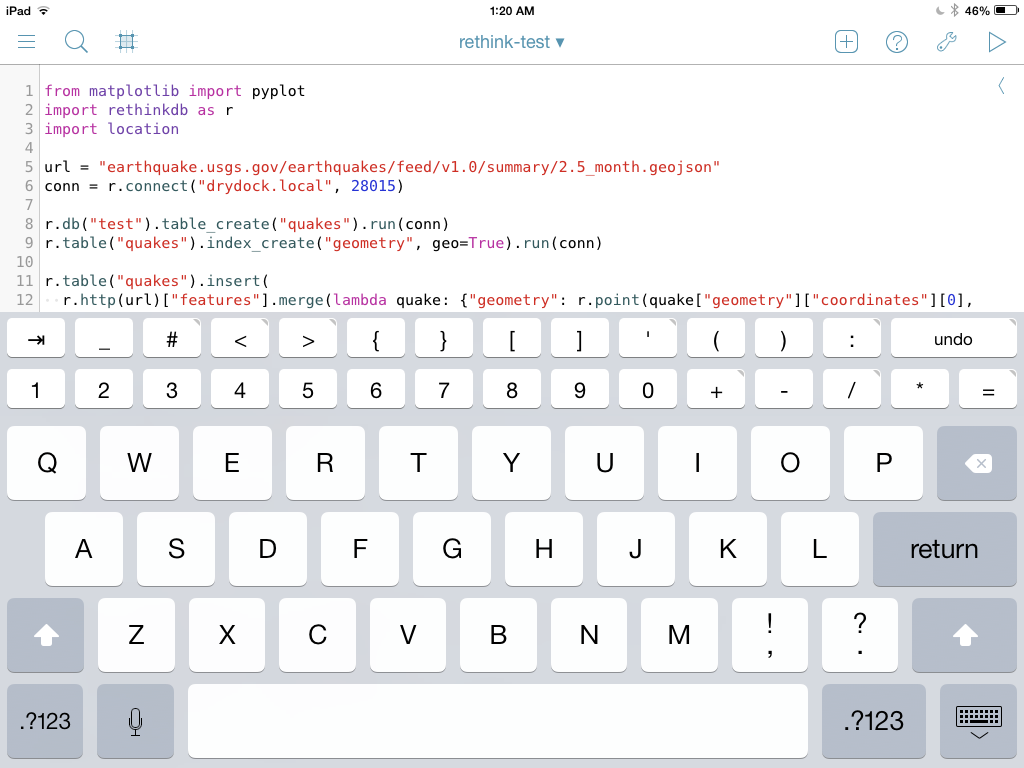 iPad 1:20 AM 46%
rethink-test ▾
1 from matplotlib import pyplot
2 import rethinkdb as r
3 import location
4
5 url = "earthquake.usgs.gov/earthquakes/feed/v1.0/summary/2.5_month.geojson"
6 conn = r.connect("drydock.local", 28015)
7
8 r.db("test").table_create("quakes").run(conn)
9 r.table("quakes").index_create("geometry", geo=True).run(conn)
10
11 r.table("quakes").insert(
12 r.http(url)["features"].merge(lambda quake: {"geometry": r.point(quake["geometry"]["coordinates"][0],
⇥ _ # < > { } [ ] ' ( ) : undo
1 2 3 4 5 6 7 8 9 0 + - / * =
Q W E R T Y U I O P
A S D F G H J K L return
Z X C V B N M ! , ? .
.?123 .?123